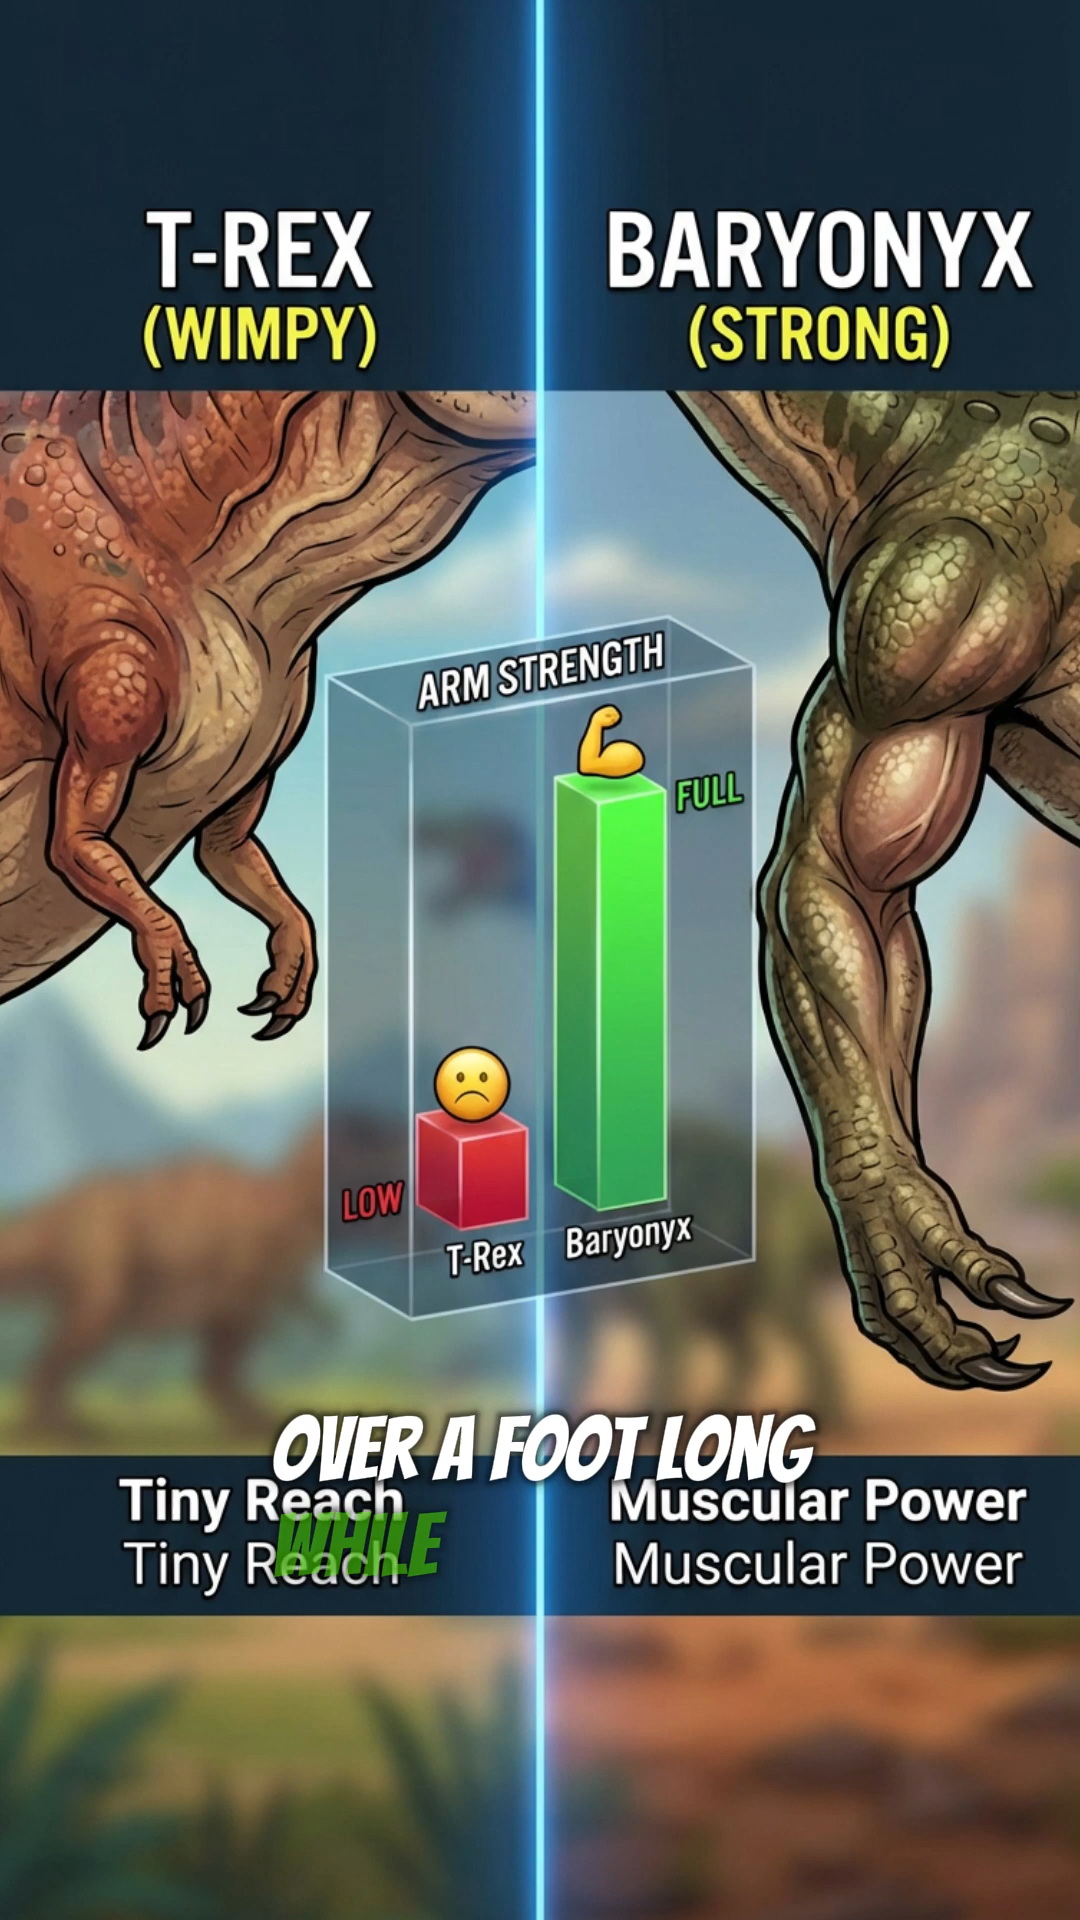 T-REX
(WIMPY)
BARYONYX
(STRONG)
ARM STRENGTH
FULL
LOW
T-Rex
Baryonyx
OVER A FOOT LONG
WHILE
Tiny Reach
Tiny Reach
Muscular Power
Muscular Power